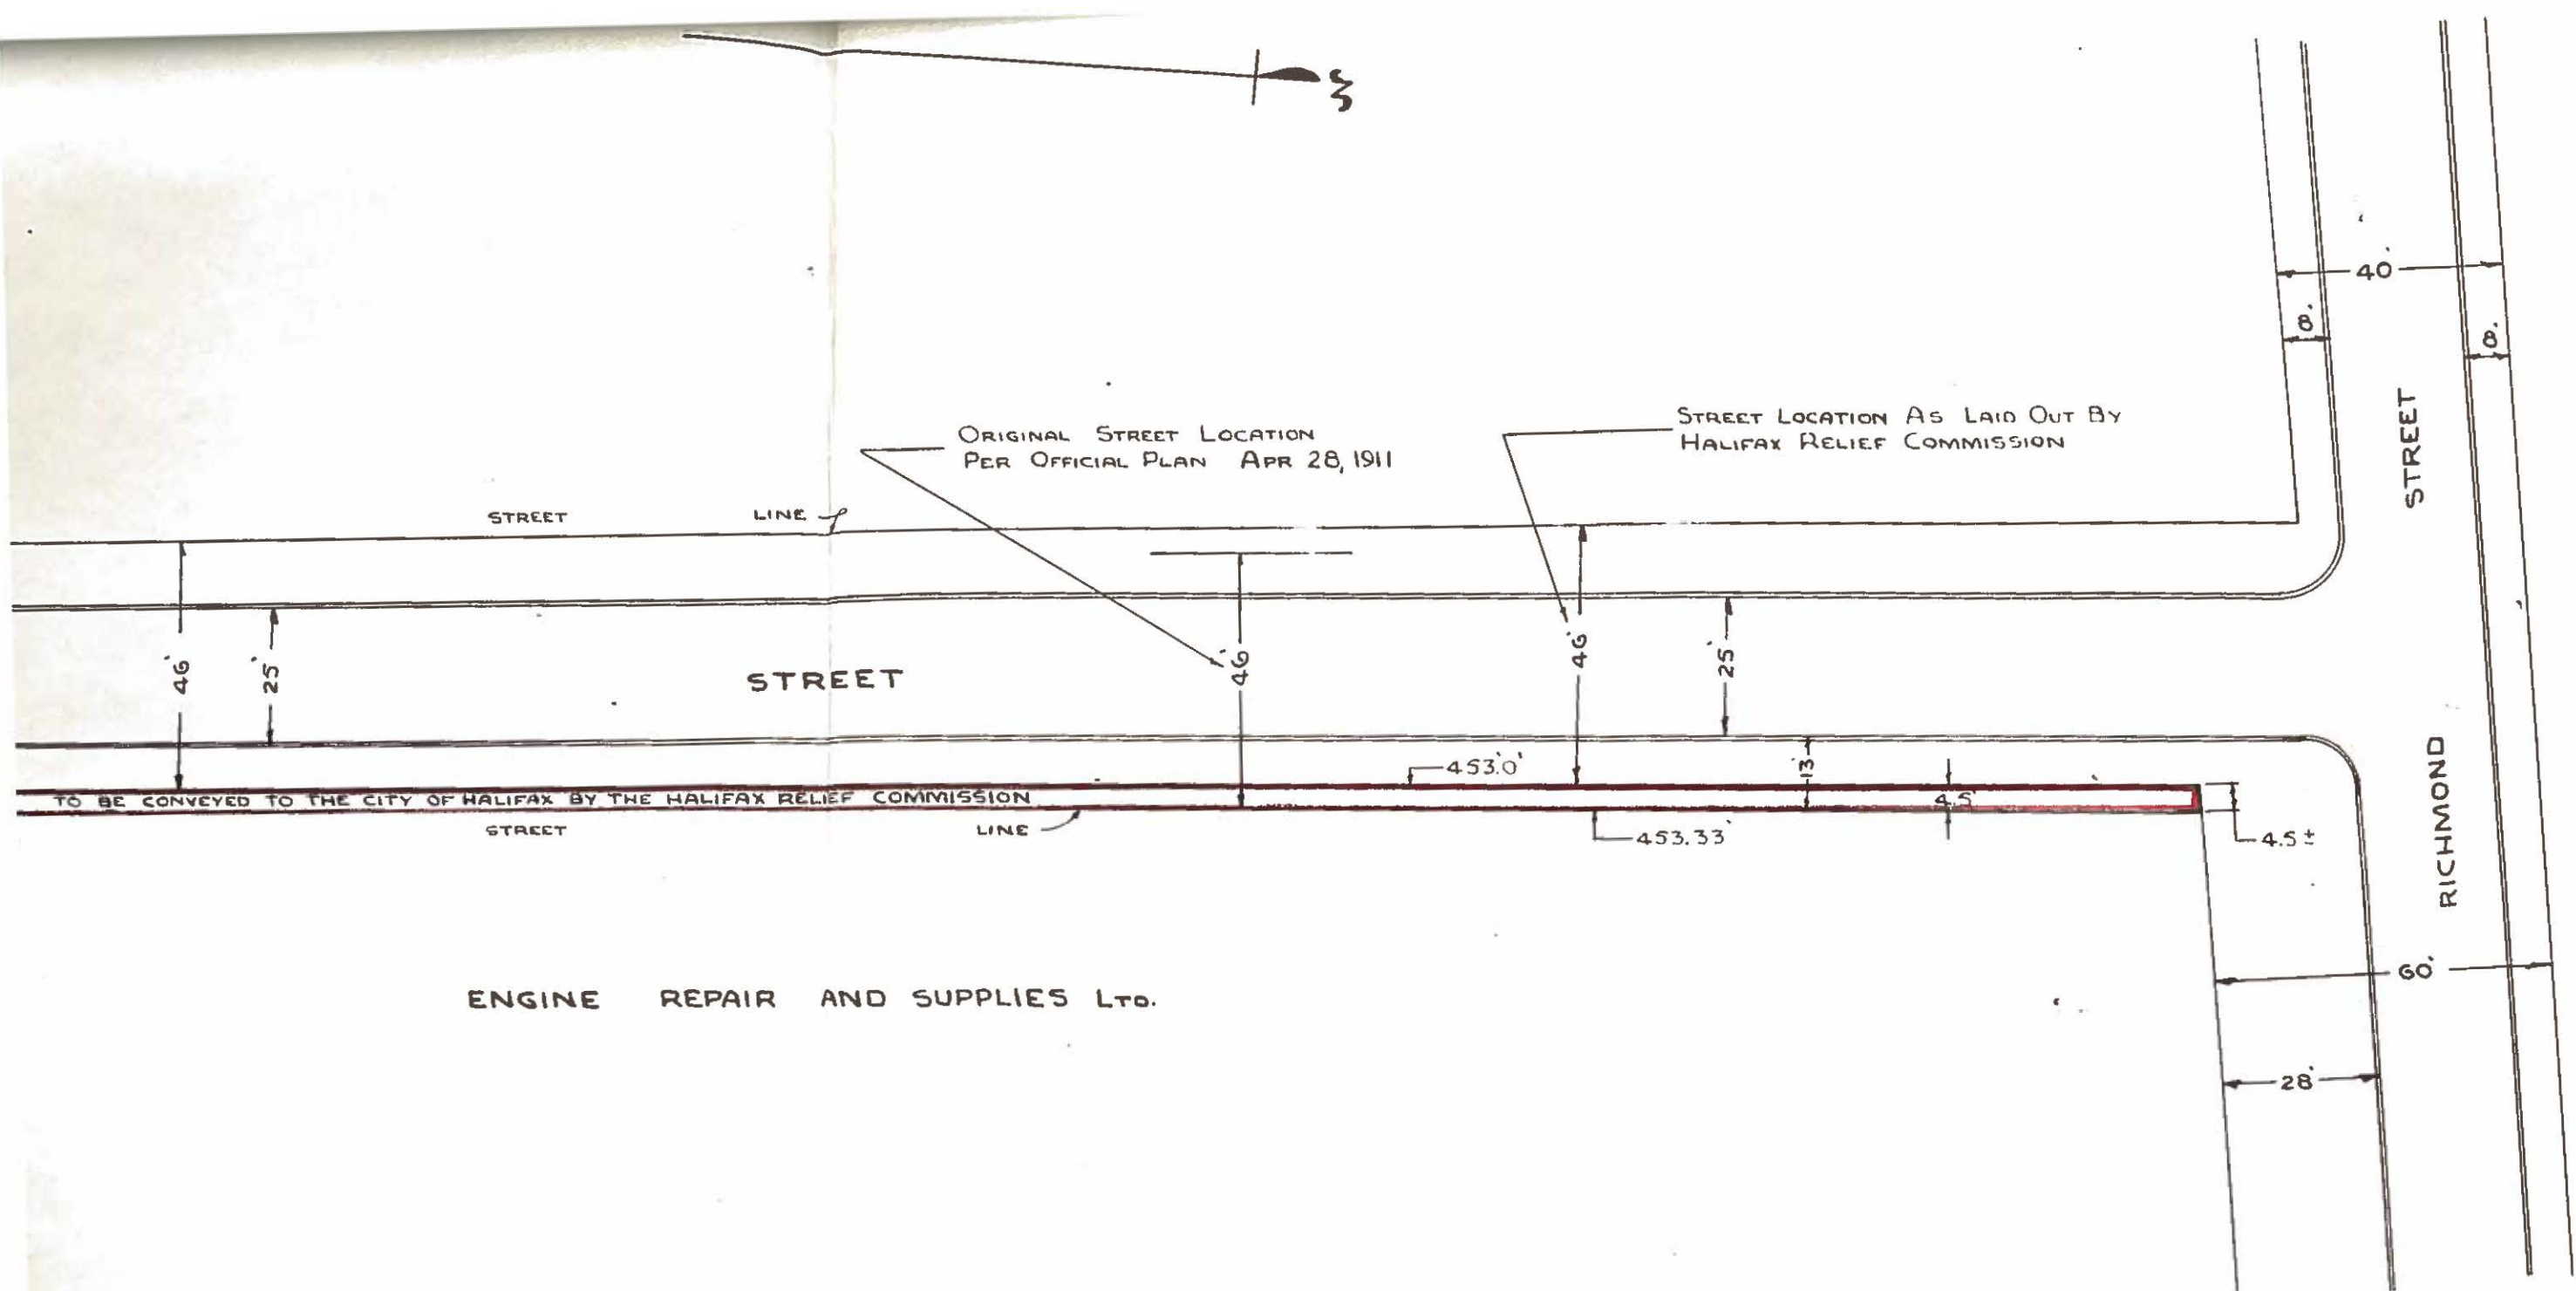 40'
8'
8'
ORIGINAL STREET LOCATION
PER OFFICIAL PLAN APR 28, 1911
STREET LOCATION AS LAID OUT BY
HALIFAX RELIEF COMMISSION
STREET
STREET LINE
46'
25'
STREET
46'
46'
25'
453.0'
13'
4.5'
TO BE CONVEYED TO THE CITY OF HALIFAX BY THE HALIFAX RELIEF COMMISSION
STREET LINE
453.33'
4.5±
RICHMOND
60'
ENGINE REPAIR AND SUPPLIES LTD.
28'